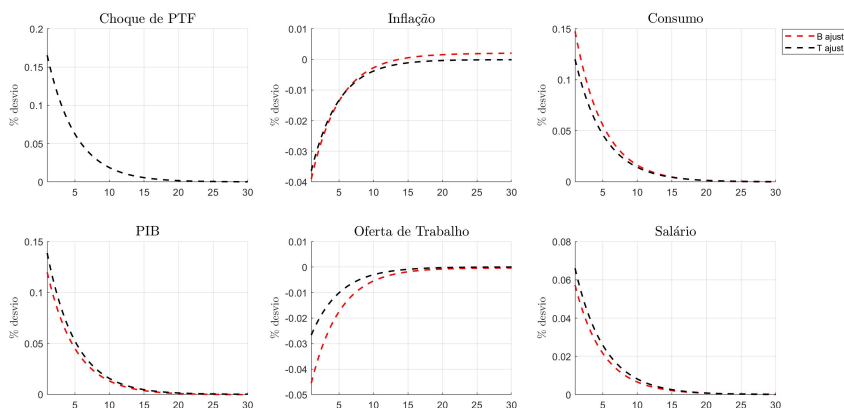 Choque de PTF
Inflação
Consumo
0.2
0.15
0.1
0.05
0
% desvio
5 10 15 20 25 30
0.01
0
-0.01
-0.02
-0.03
-0.04
% desvio
5 10 15 20 25 30
0.15
0.1
0.05
0
% desvio
5 10 15 20 25 30
B ajust
T ajust
PIB
Oferta de Trabalho
Salário
0.15
0.1
0.05
0
% desvio
5 10 15 20 25 30
0.01
0
-0.01
-0.02
-0.03
-0.04
-0.05
% desvio
5 10 15 20 25 30
0.08
0.06
0.04
0.02
0
% desvio
5 10 15 20 25 30